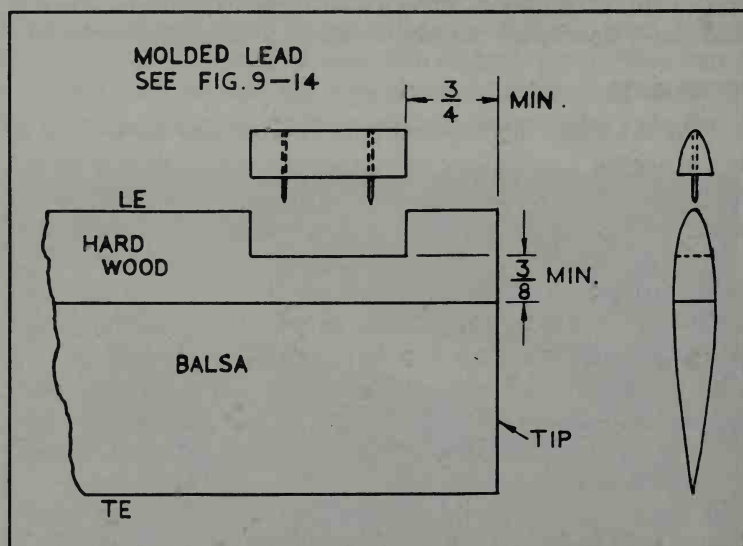 MOLDED LEAD
SEE FIG. 9-14
3/4 MIN.
LE
HARD
WOOD
3/8 MIN.
BALSA
TIP
TE